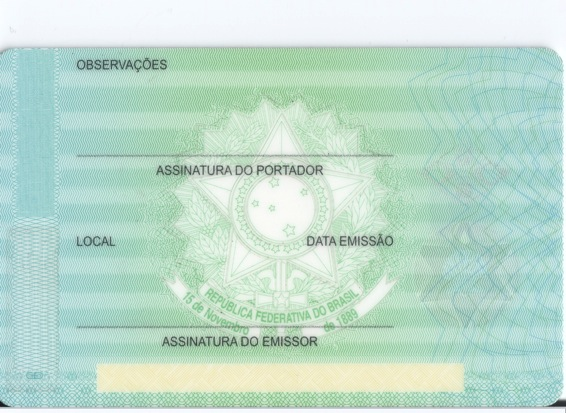 OBSERVAÇÕES
ASSINATURA DO PORTADOR
LOCAL DATA EMISSÃO
REPÚBLICA FEDERATIVA DO BRASIL
15 de Novembro de 1889
ASSINATURA DO EMISSOR